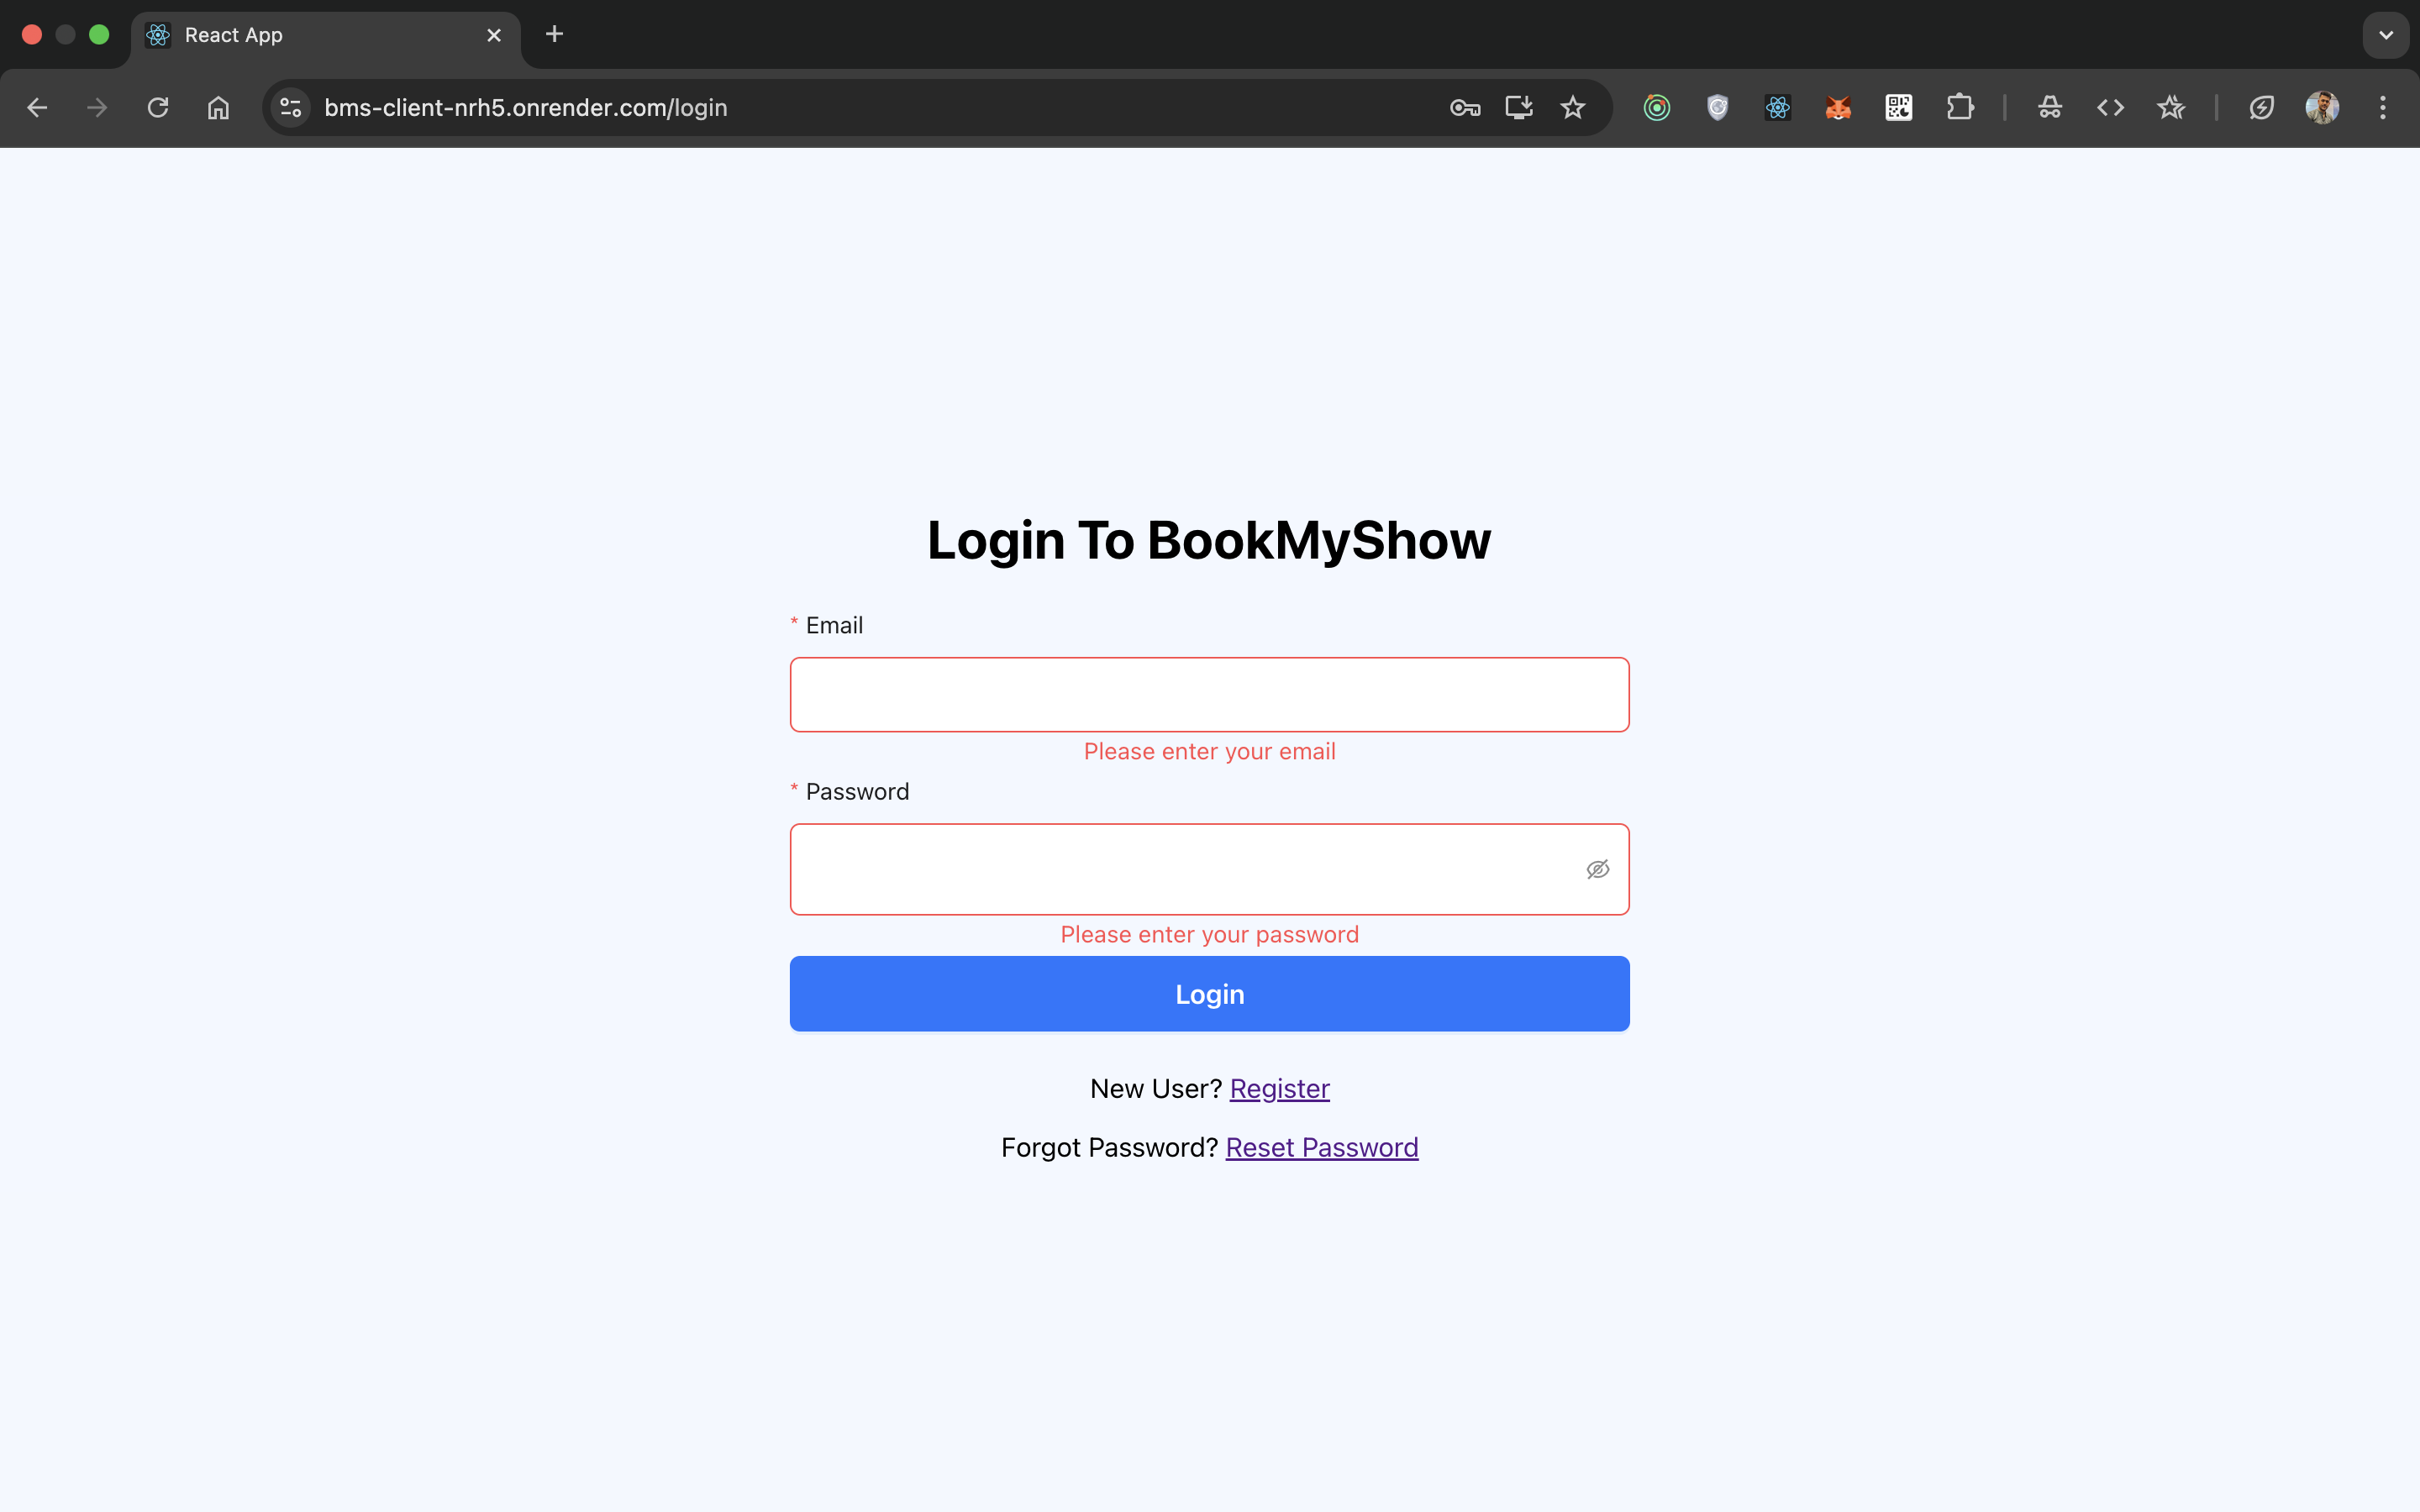 React App
bms-client-nrh5.onrender.com/login
Login To BookMyShow
* Email
Please enter your email
* Password
Please enter your password
Login
New User? Register
Forgot Password? Reset Password